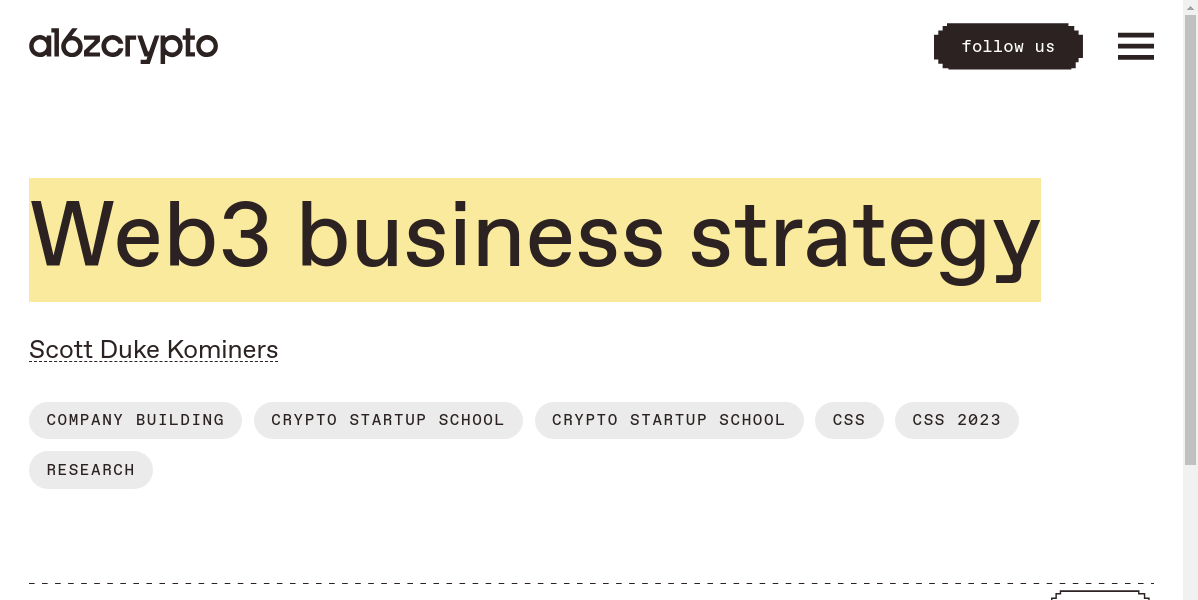 a16zcrypto
follow us
Web3 business strategy
Scott Duke Kominers
COMPANY BUILDING CRYPTO STARTUP SCHOOL CRYPTO STARTUP SCHOOL CSS CSS 2023
RESEARCH